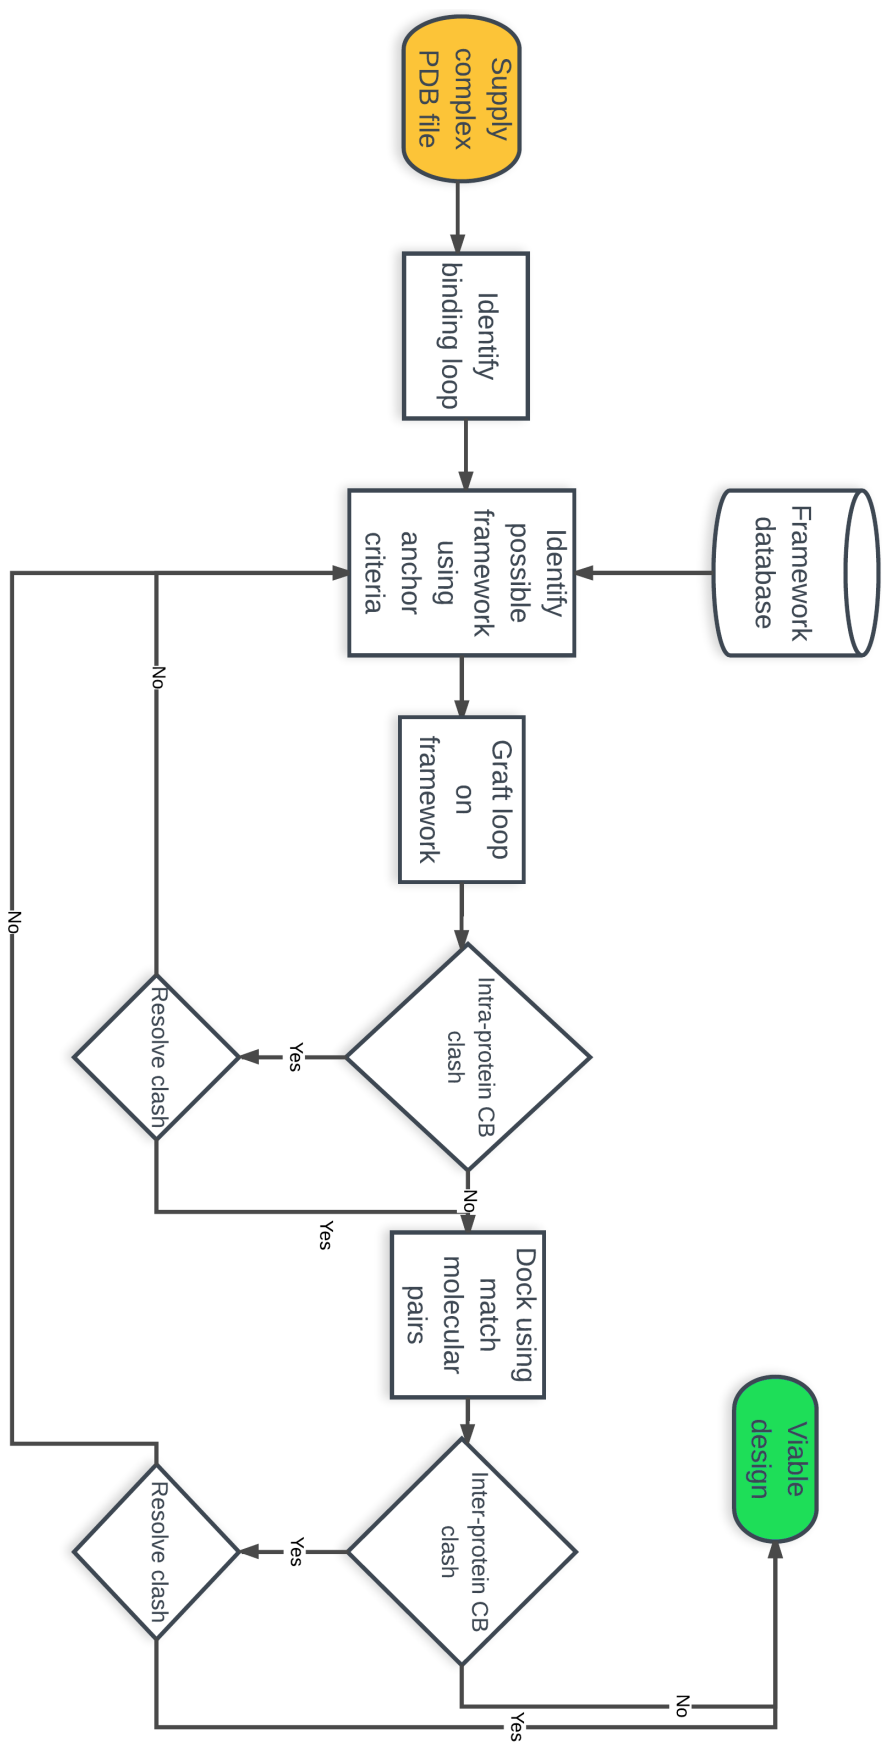 Supply
complex
PDB file
Identify
binding loop
Framework
database
Identify
possible
framework
using
anchor
criteria
Graft loop
on
framework
Intra-protein CB
clash
Yes
No
Resolve clash
No
Yes
Dock using
match
molecular
pairs
Inter-protein CB
clash
Yes
No
Resolve clash
No
Yes
Viable
design